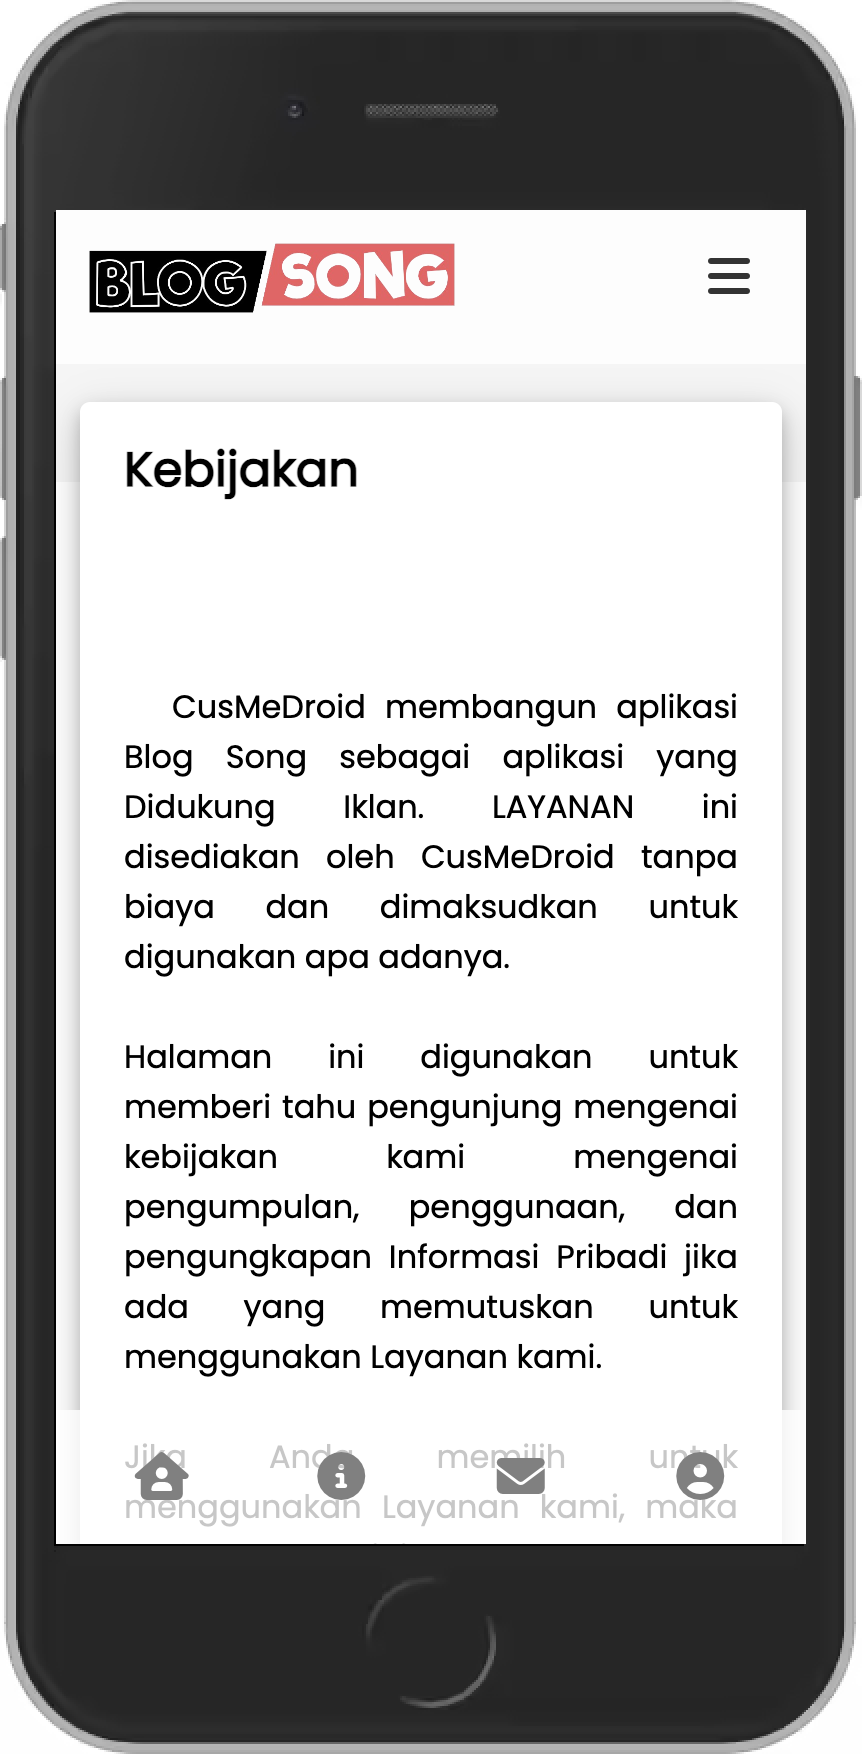 BLOG SONG
Kebijakan
CusMeDroid membangun aplikasi
Blog Song sebagai aplikasi yang
Didukung Iklan. LAYANAN ini
disediakan oleh CusMeDroid tanpa
biaya dan dimaksudkan untuk
digunakan apa adanya.
Halaman ini digunakan untuk
memberi tahu pengunjung mengenai
kebijakan kami mengenai
pengumpulan, penggunaan, dan
pengungkapan Informasi Pribadi jika
ada yang memutuskan untuk
menggunakan Layanan kami.
Jika Anda memilih untuk
menggunakan Layanan kami, maka